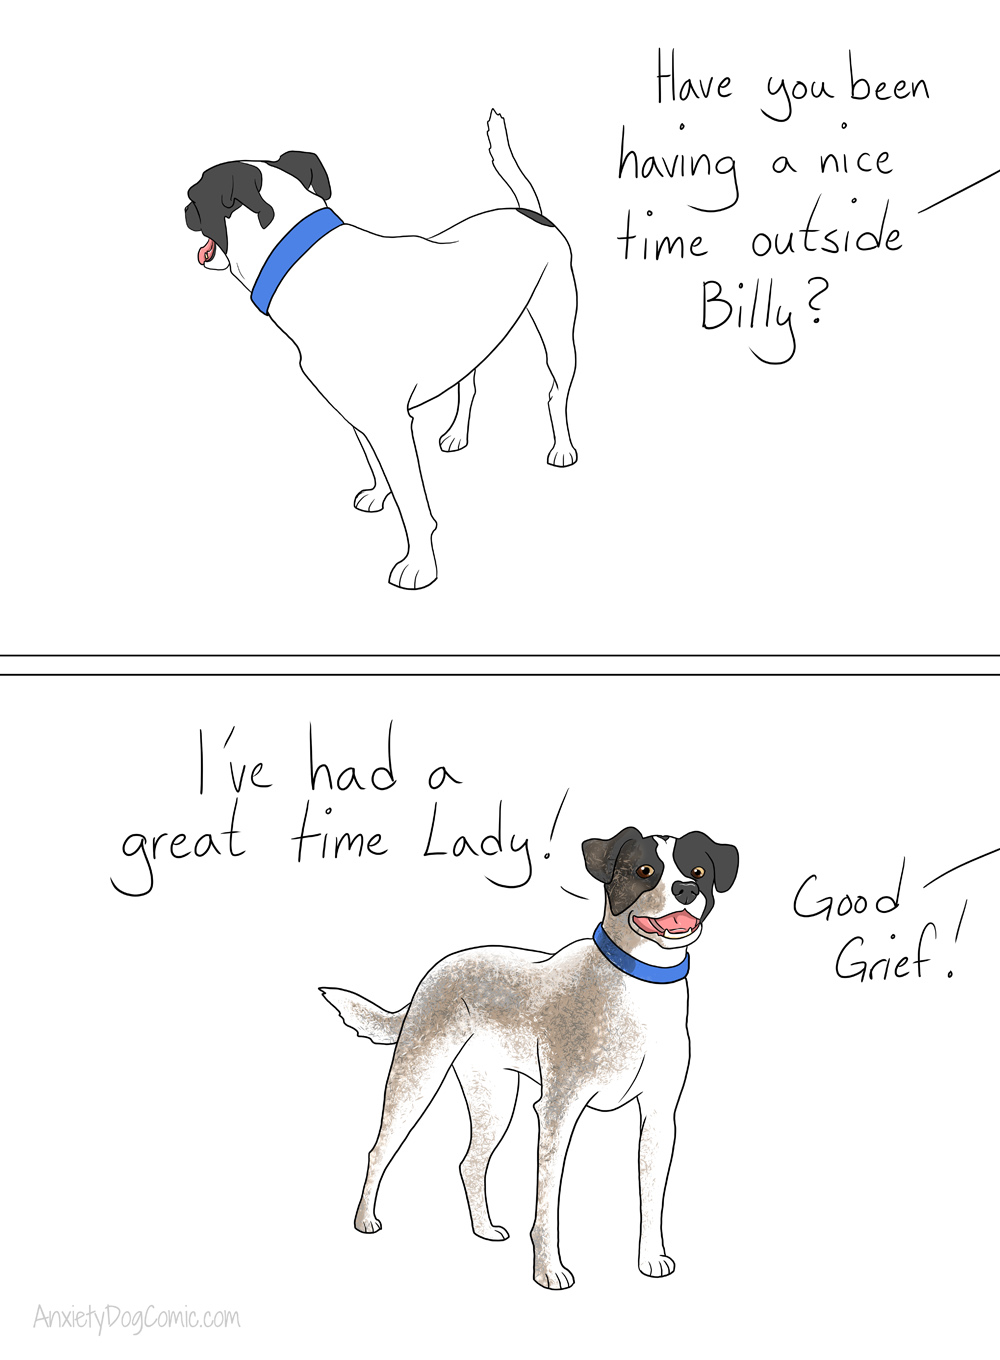 Have you been
having a nice
time outside
Billy?
I've had a
great time Lady!
Good
Grief!
AnxietyDogComic.com